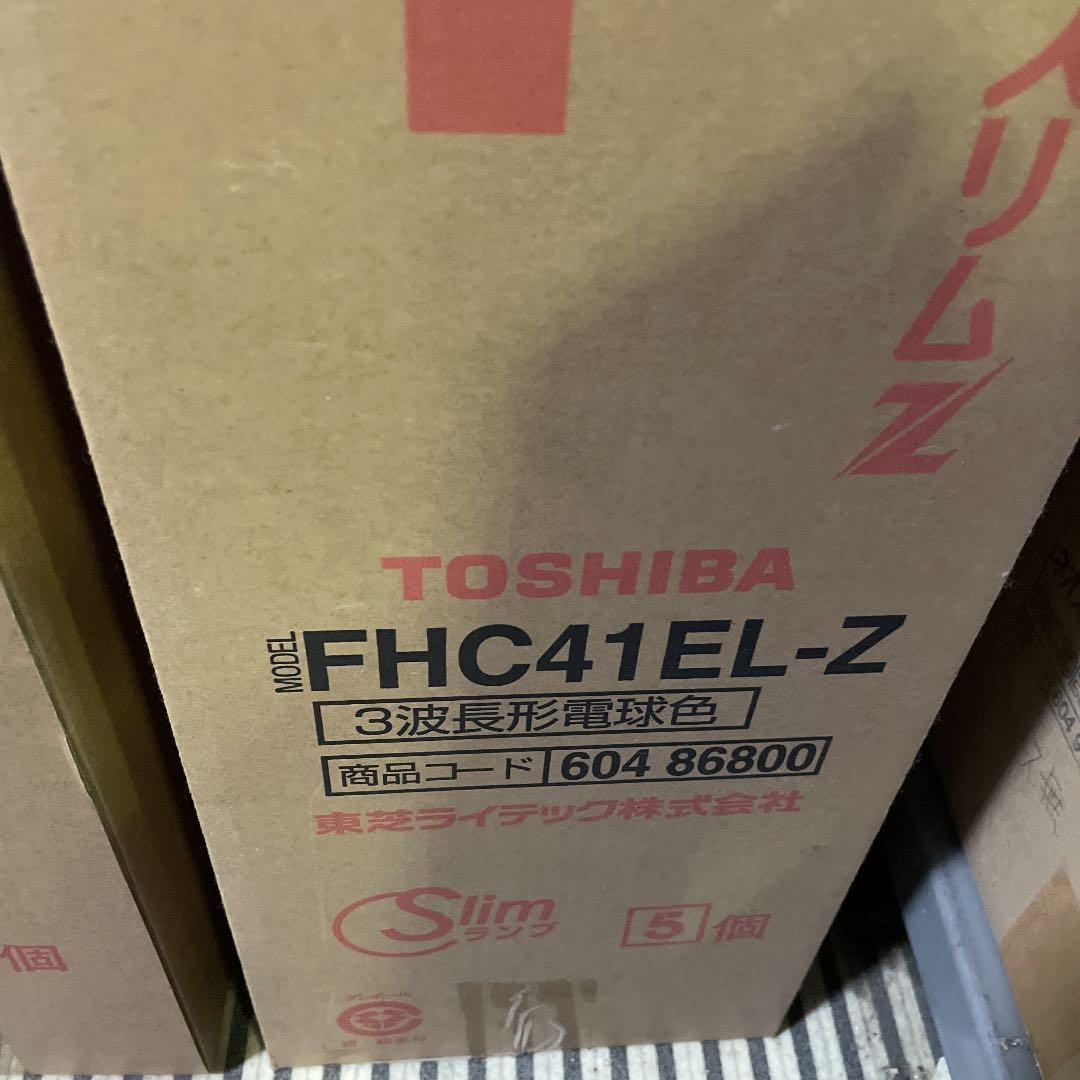 スリムZ
TOSHIBA
MODEL FHC41EL-Z
3波長形電球色
商品コード 604 86800
東芝ライテック株式会社
Slim
ランプ
5個
個